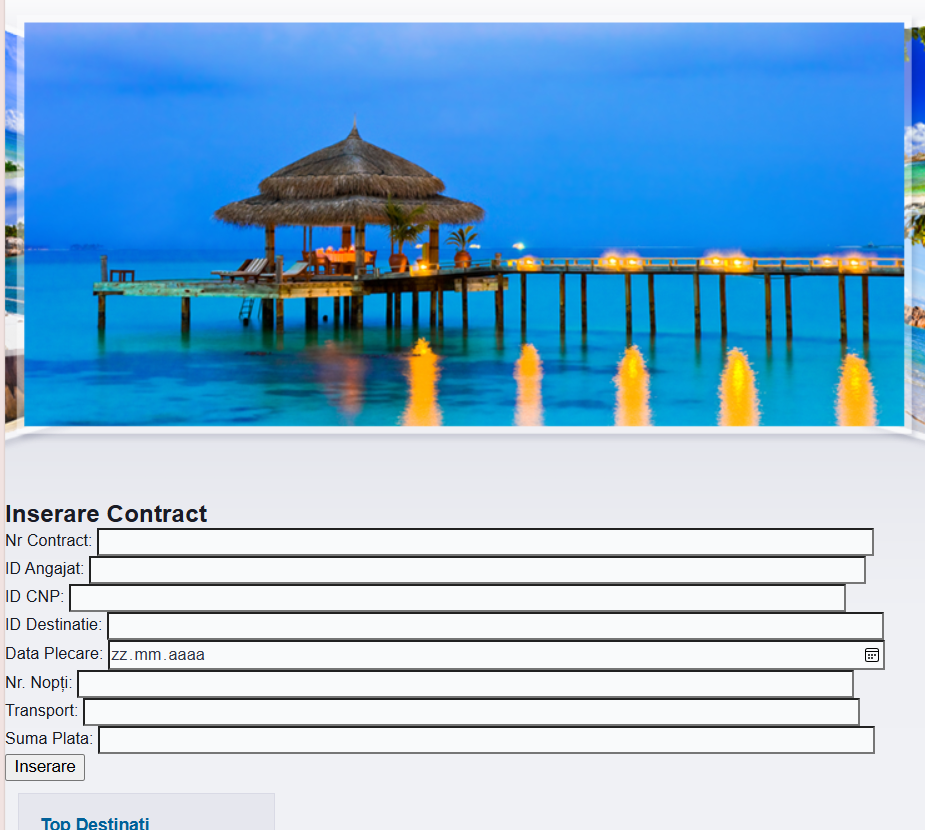 Inserare Contract
Nr Contract:
ID Angajat:
ID CNP:
ID Destinatie:
Data Plecare: zz.mm.aaaa
Nr. Nopți:
Transport:
Suma Plata:
Inserare
Top Destinati